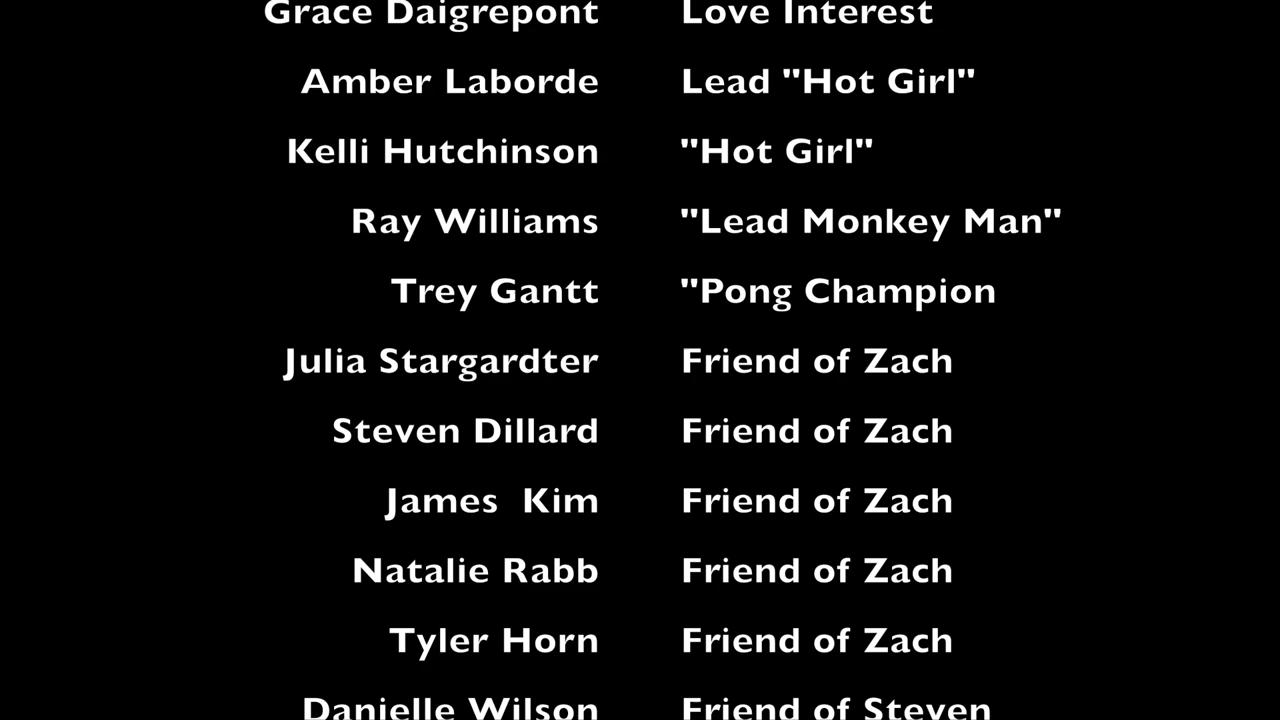 Grace Daigrepont Love Interest
Amber Laborde Lead "Hot Girl"
Kelli Hutchinson "Hot Girl"
Ray Williams "Lead Monkey Man"
Trey Gantt "Pong Champion
Julia Stargardter Friend of Zach
Steven Dillard Friend of Zach
James  Kim Friend of Zach
Natalie Rabb Friend of Zach
Tyler Horn Friend of Zach
Danielle Wilson Friend of Steven